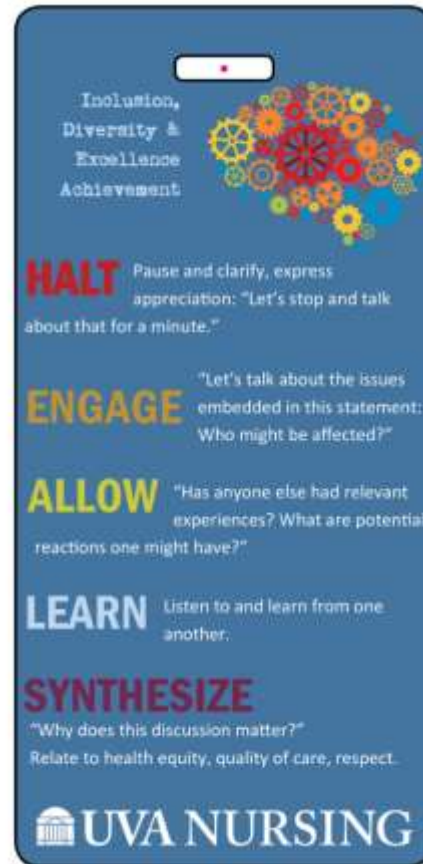 Inclusion,
Diversity &
Excellence
Achievement
HALT Pause and clarify, express
appreciation: “Let’s stop and talk
about that for a minute.”
“Let’s talk about the issues
ENGAGE embedded in this statement:
Who might be affected?”
ALLOW “Has anyone else had relevant
experiences? What are potential
reactions one might have?”
LEARN Listen to and learn from one
another.
SYNTHESIZE
“Why does this discussion matter?”
Relate to health equity, quality of care, respect.
UVA NURSING